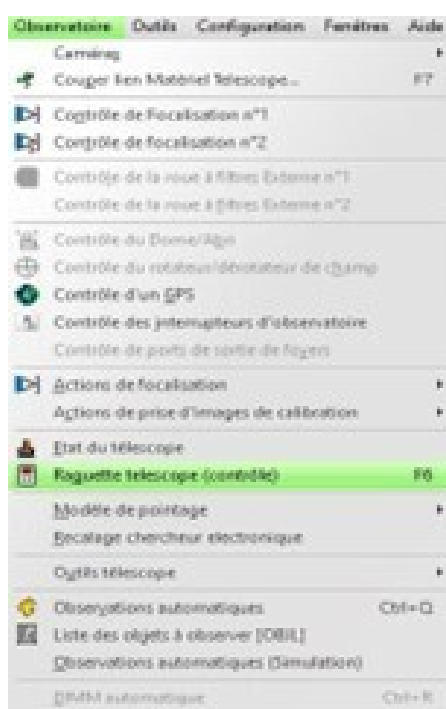 Observatoire Outils Configuration Fenêtres Aide
Caméras
Couper lien Matériel Telescope... F7
Contrôle de Focalisation n°1
Contrôle de focalisation n°2
Contrôle de la roue à filtres Externe n°1
Contrôle de la roue à filtres Externe n°2
Contrôle du Dome/Abri
Contrôle du rotateur/dérotateur de champ
Contrôle d'un GPS
Contrôle des interrupteurs d'observatoire
Contrôle de ports de sortie de foyers
Actions de focalisation
Actions de prise d'images de calibration
Etat du télescope
Raquette telescope (contrôle) F6
Modèle de pointage
Recalage chercheur electronique
Outils télescope
Observations automatiques Ctrl+Q
Liste des objets à observer [OBIL]
Observations automatiques (Simulation)
DIMM automatique Ctrl+R